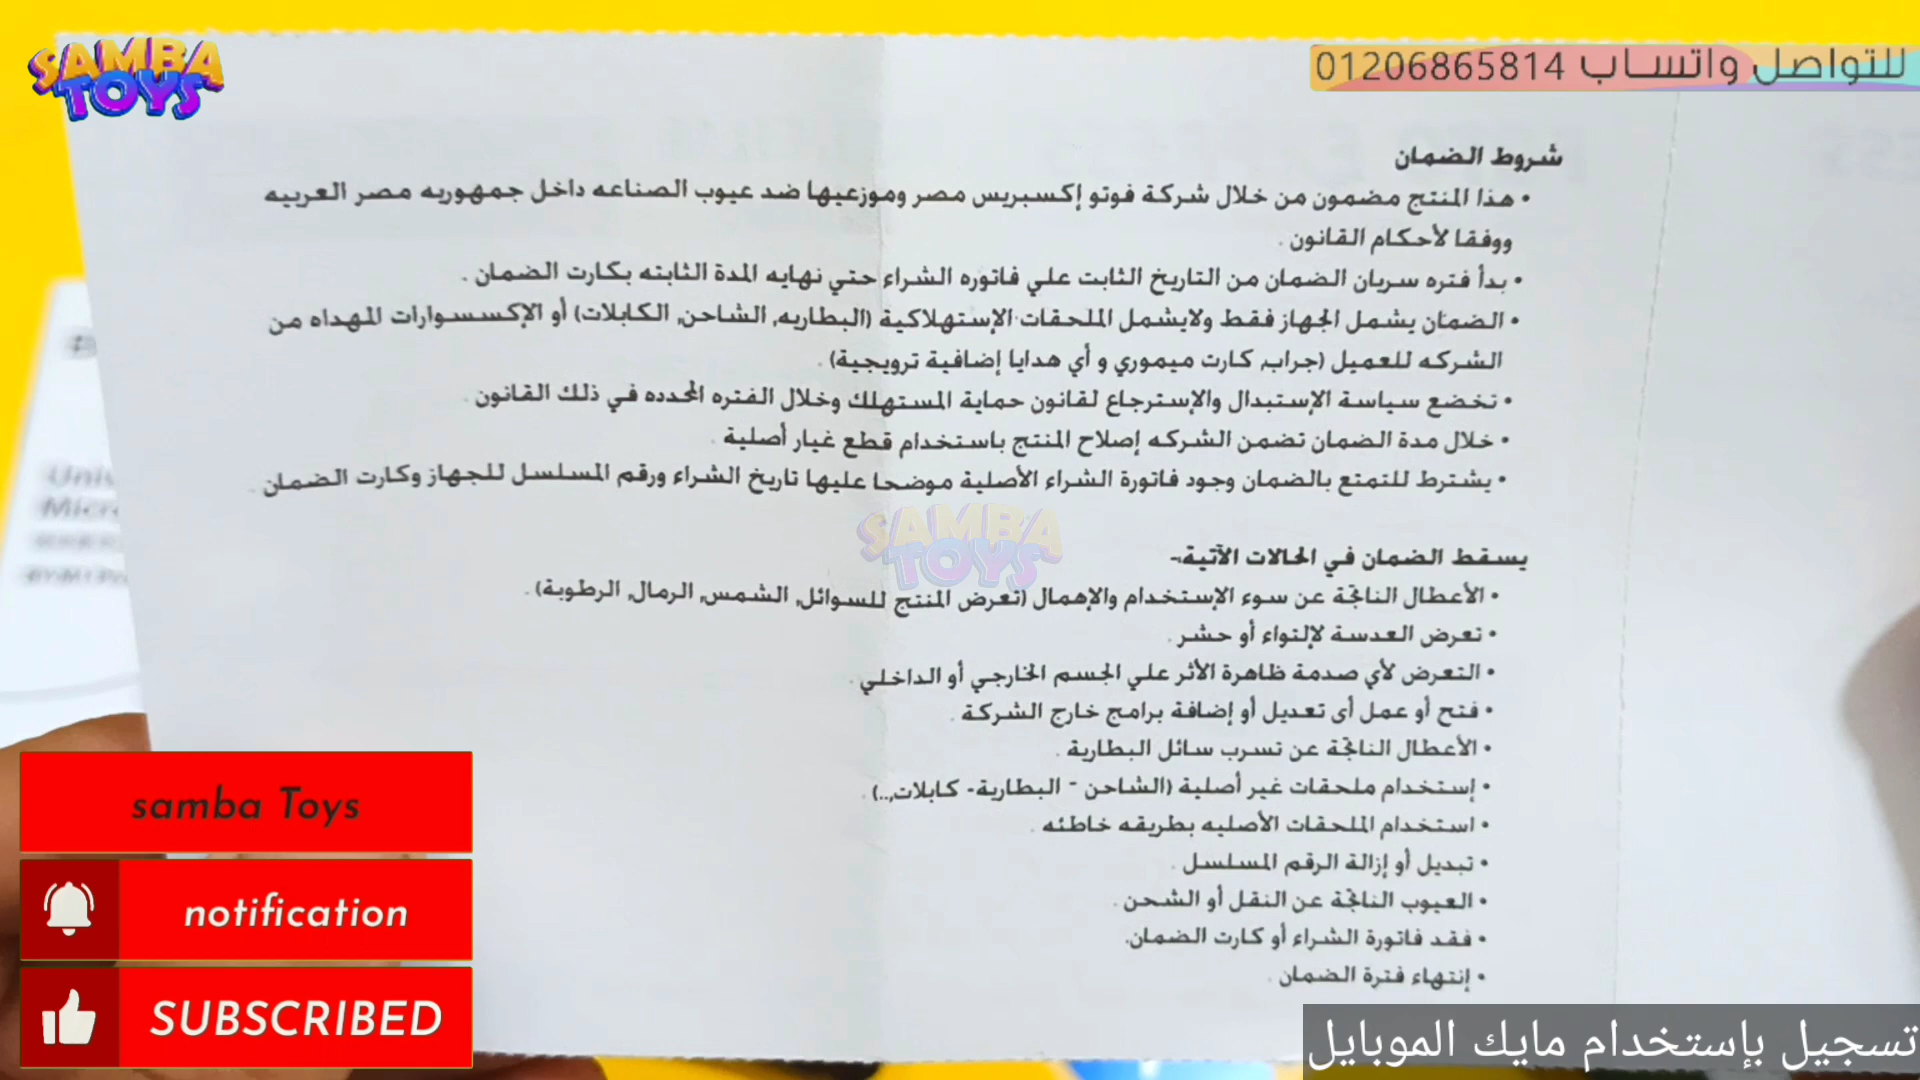 SAMBA
TOYS
للتواصل واتساب 01206865814
شروط الضمان
• هذا المنتج مضمون من خلال شركة فوتو إكسبريس مصر وموزعيها ضد عيوب الصناعه داخل جمهوريه مصر العربيه
ووفقا لأحكام القانون .
• بدأ فتره سريان الضمان من التاريخ الثابت علي فاتوره الشراء حتي نهايه المدة الثابته بكارت الضمان .
• الضمان يشمل الجهاز فقط ولايشمل الملحقات الإستهلاكية (البطاريه, الشاحن, الكابلات) أو الإكسسوارات المهداه من
الشركه للعميل (جراب, كارت ميموري و أي هدايا إضافية ترويجية) .
• تخضع سياسة الإستبدال والإسترجاع لقانون حماية المستهلك وخلال الفتره المحدده في ذلك القانون .
• خلال مدة الضمان تضمن الشركه إصلاح المنتج باستخدام قطع غيار أصلية .
• يشترط للتمتع بالضمان وجود فاتورة الشراء الأصلية موضحا عليها تاريخ الشراء ورقم المسلسل للجهاز وكارت الضمان .
SAMBA
TOYS
يسقط الضمان في الحالات الآتية:-
• الأعطال الناتجة عن سوء الإستخدام والإهمال (تعرض المنتج للسوائل, الشمس, الرمال, الرطوبة) .
• تعرض العدسة لإلتواء أو حشر .
• التعرض لأي صدمة ظاهرة الأثر علي الجسم الخارجي أو الداخلي .
• فتح أو عمل أى تعديل أو إضافة برامج خارج الشركة .
• الأعطال الناتجة عن تسرب سائل البطارية .
• إستخدام ملحقات غير أصلية (الشاحن - البطارية- كابلات,..) .
• استخدام الملحقات الأصليه بطريقه خاطئه .
• تبديل أو إزالة الرقم المسلسل .
• العيوب الناتجة عن النقل أو الشحن .
• فقد فاتورة الشراء أو كارت الضمان.
• إنتهاء فترة الضمان .
samba Toys
notification
SUBSCRIBED
تسجيل بإستخدام مايك الموبايل